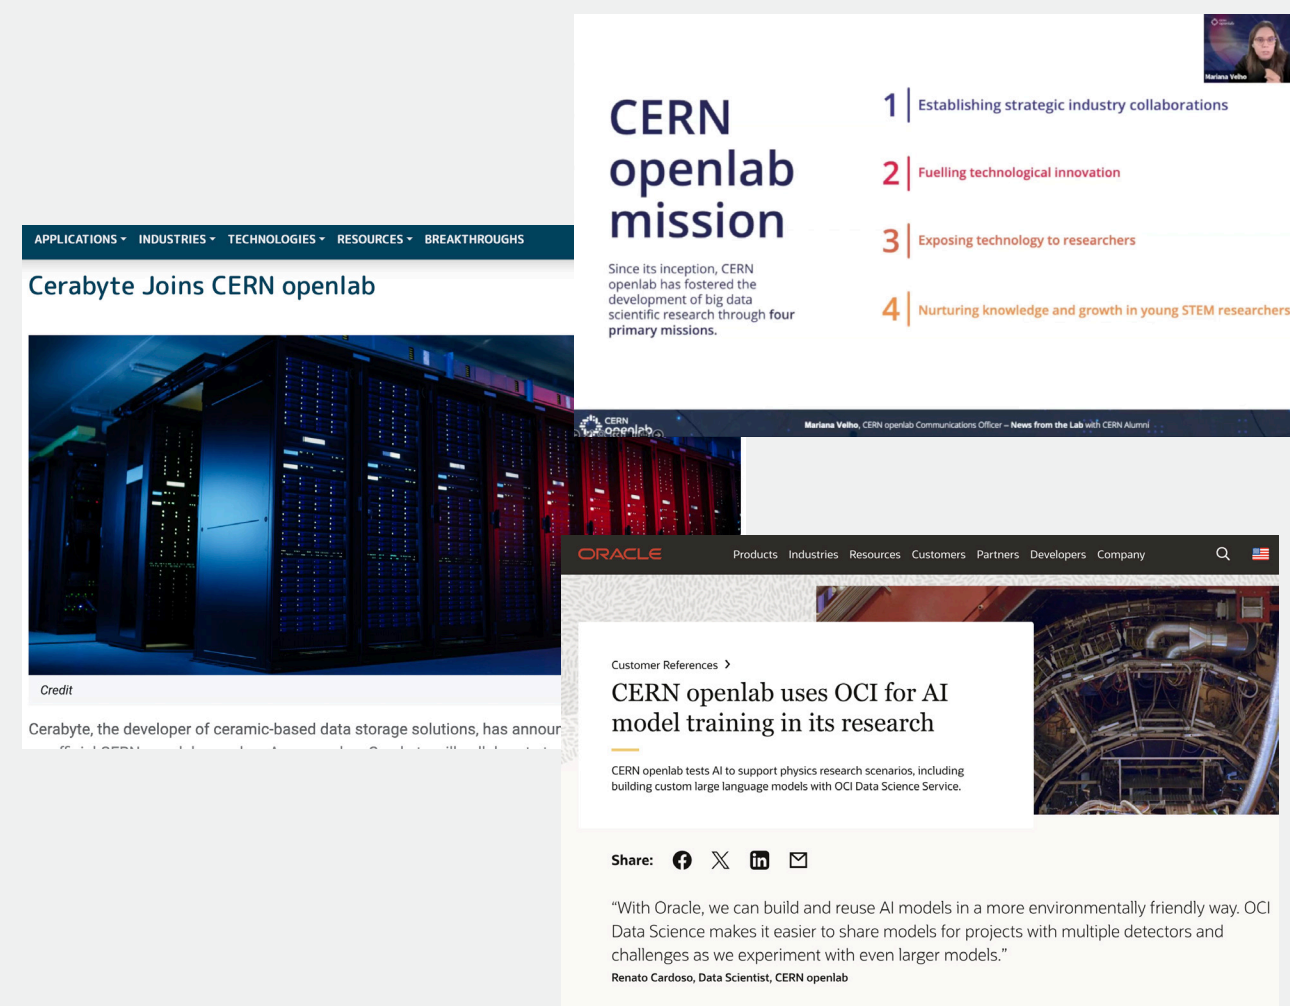 CERN
openlab
mission
Since its inception, CERN
openlab has fostered the
development of big data
scientific research through four
primary missions.
1 Establishing strategic industry collaborations
2 Fuelling technological innovation
3 Exposing technology to researchers
4 Nurturing knowledge and growth in young STEM researchers
Mariana Velho
CERN
openlab
Mariana Velho, CERN openlab Communications Officer – News from the Lab with CERN Alumni
APPLICATIONS INDUSTRIES TECHNOLOGIES RESOURCES BREAKTHROUGHS
Cerabyte Joins CERN openlab
Credit
Cerabyte, the developer of ceramic-based data storage solutions, has
ORACLE Products Industries Resources Customers Partners Developers Company
Customer References
CERN openlab uses OCI for AI
model training in its research
CERN openlab tests AI to support physics research scenarios, including
building custom large language models with OCI Data Science Service.
Share:
“With Oracle, we can build and reuse AI models in a more environmentally friendly way. OCI
Data Science makes it easier to share models for projects with multiple detectors and
challenges as we experiment with even larger models.”
Renato Cardoso, Data Scientist, CERN openlab